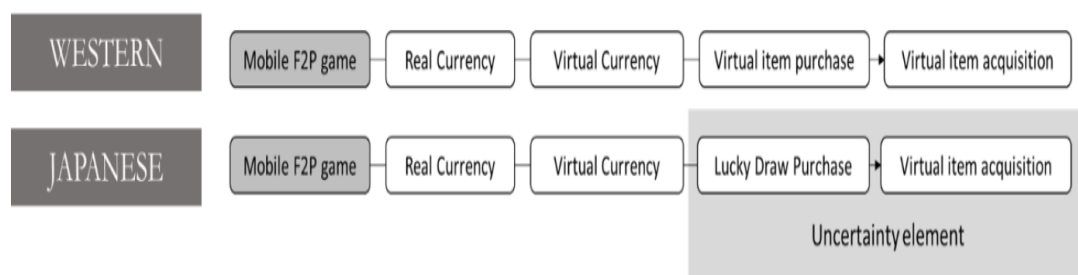 WESTERN
Mobile F2P game
Real Currency
Virtual Currency
Virtual item purchase
Virtual item acquisition
JAPANESE
Mobile F2P game
Real Currency
Virtual Currency
Lucky Draw Purchase
Virtual item acquisition
Uncertainty element